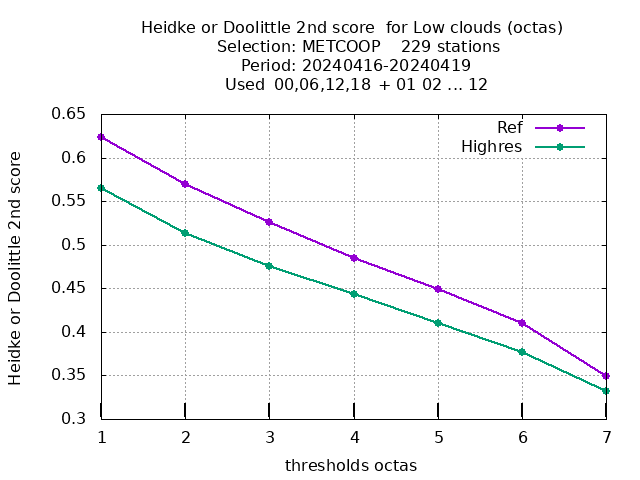 Heidke or Doolittle 2nd score  for Low clouds (octas)
Selection: METCOOP    229 stations
Period: 20240416-20240419
Used  00,06,12,18 + 01 02 ... 12
Ref
Highres
Heidke or Doolittle 2nd score
0.65
0.6
0.55
0.5
0.45
0.4
0.35
0.3
1 2 3 4 5 6 7
thresholds octas